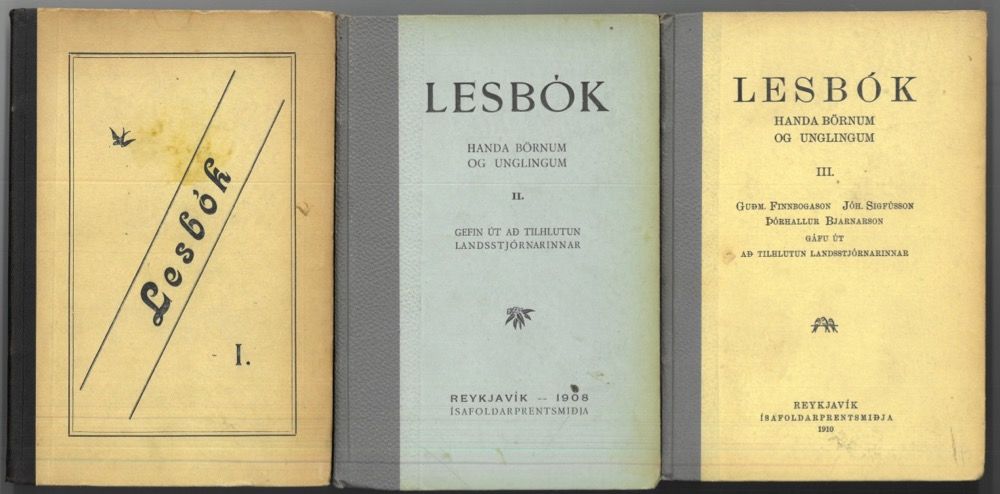 Lesbók
I.
LESBÓK
HANDA BÖRNUM
OG UNGLINGUM
II.
GEFIN ÚT AÐ TILHLUTUN
LANDSSTJÓRNARINNAR
REYKJAVÍK -- 1908
ÍSAFOLDARPRENTSMIÐJA
LESBÓK
HANDA BÖRNUM
OG UNGLINGUM
III.
GUÐM. FINNBOGASON JÓH. SIGFÚSSON
ÞÓRHALLUR BJARNARSON
GÁFU ÚT
AÐ TILHLUTUN LANDSSTJÓRNARINNAR
REYKJAVÍK
ÍSAFOLDARPRENTSMIÐJA
1910